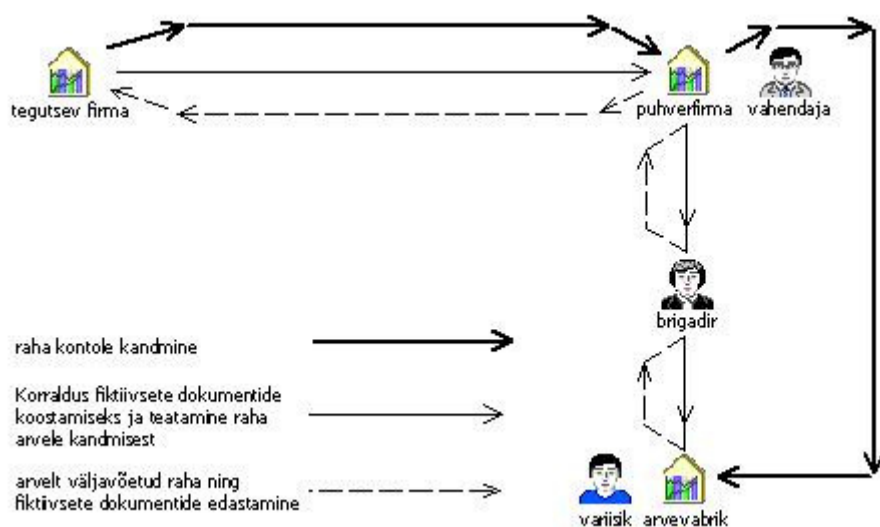 tegutsev firma
puhverfirma
vahendaja
brigadir
raha kontole kandmine
Korraldus fiktiivsete dokumentide
koostamiseks ja teatamine raha
arvele kandmisest
arvelt väljavõetud raha ning
fiktiivsete dokumentide edastamine
variisik
arvevabrik